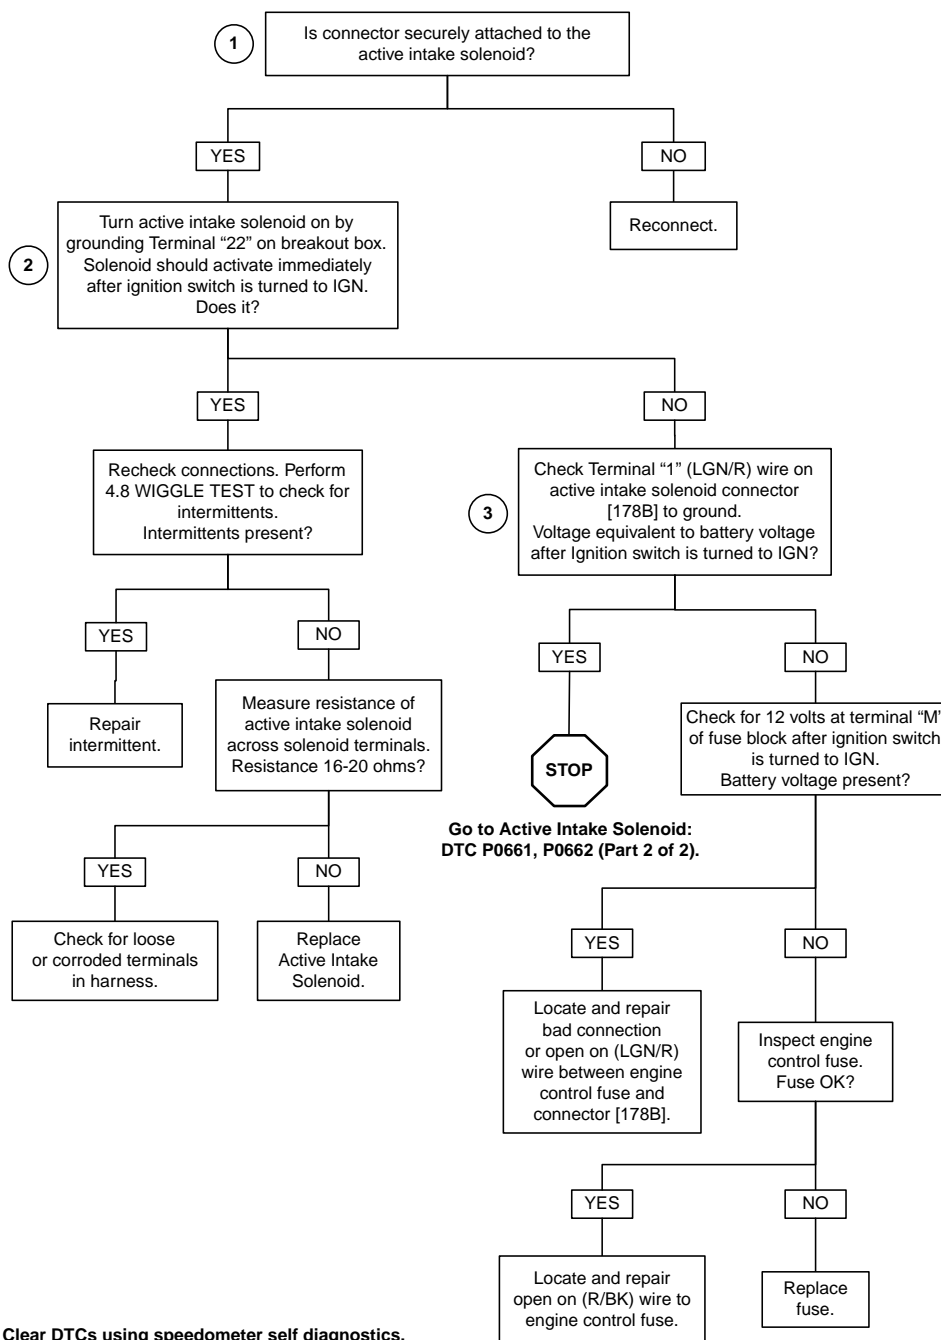 1
Is connector securely attached to the
active intake solenoid?
YES
NO
Reconnect.
2
Turn active intake solenoid on by
grounding Terminal “22” on breakout box.
Solenoid should activate immediately
after ignition switch is turned to IGN.
Does it?
YES
NO
Recheck connections. Perform
4.8 WIGGLE TEST to check for
intermittents.
Intermittents present?
3
Check Terminal “1” (LGN/R) wire on
active intake solenoid connector
[178B] to ground.
Voltage equivalent to battery voltage
after Ignition switch is turned to IGN?
YES
NO
YES
NO
Repair
intermittent.
Measure resistance of
active intake solenoid
across solenoid terminals.
Resistance 16-20 ohms?
STOP
Go to Active Intake Solenoid:
DTC P0661, P0662 (Part 2 of 2).
Check for 12 volts at terminal “M”
of fuse block after ignition switch
is turned to IGN.
Battery voltage present?
YES
NO
Check for loose
or corroded terminals
in harness.
Replace
Active Intake
Solenoid.
YES
NO
Locate and repair
bad connection
or open on (LGN/R)
wire between engine
control fuse and
connector [178B].
Inspect engine
control fuse.
Fuse OK?
YES
NO
Locate and repair
open on (R/BK) wire to
engine control fuse.
Replace
fuse.
Clear DTCs using speedometer self diagnostics.